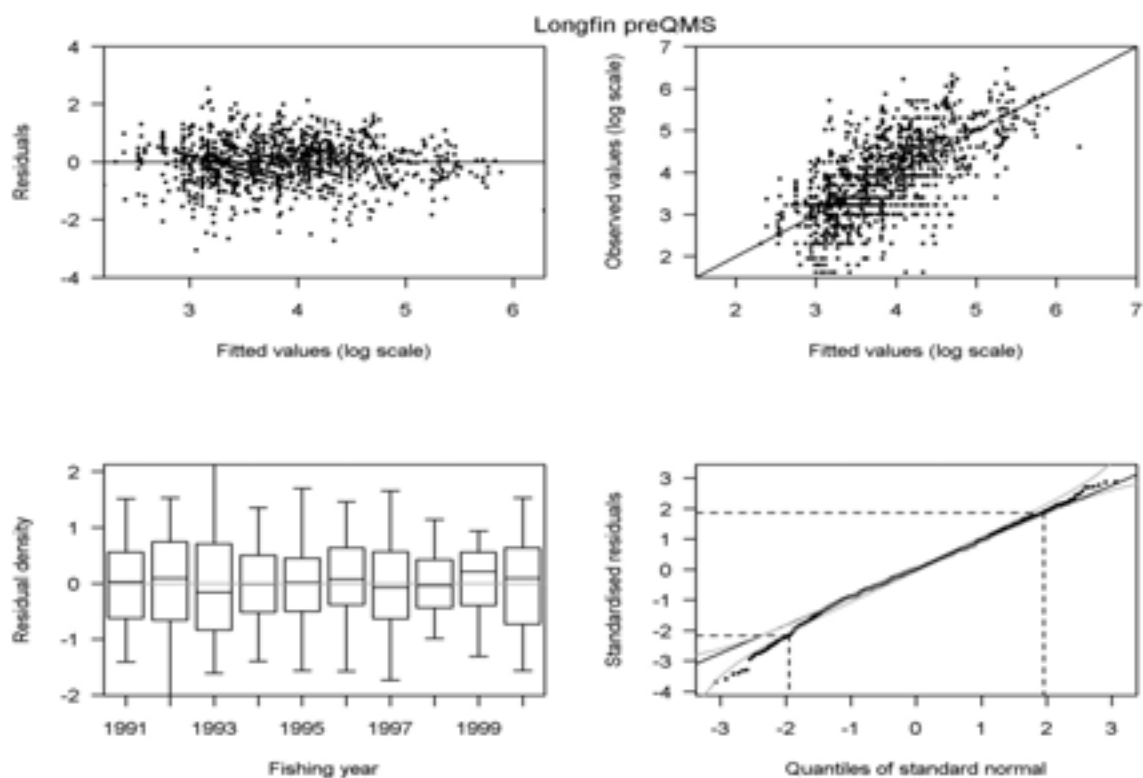 Longfin preQMS
4
2
0
-2
-4
Residuals
3 4 5 6
Fitted values (log scale)
7
6
5
4
3
2
Observed values (log scale)
2 3 4 5 6 7
Fitted values (log scale)
2
1
0
-1
-2
Residual density
1991 1993 1995 1997 1999
Fishing year
3
2
1
0
-1
-2
-3
-4
Standardised residuals
-3 -2 -1 0 1 2 3
Quantiles of standard normal